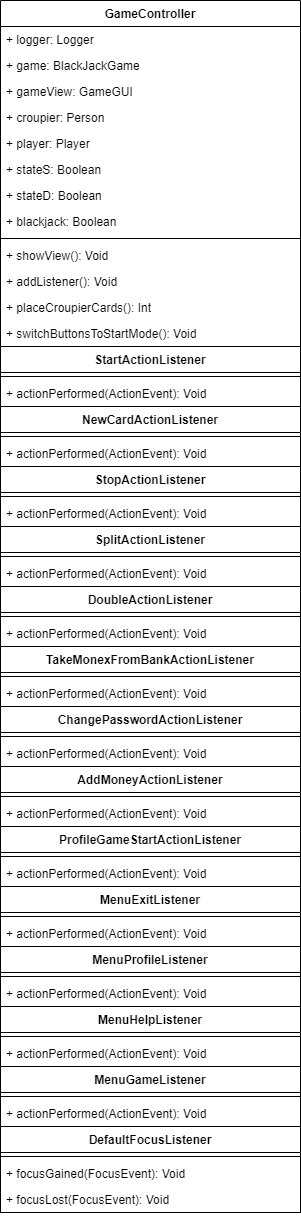 GameController
+ logger: Logger
+ game: BlackJackGame
+ gameView: GameGUI
+ croupier: Person
+ player: Player
+ stateS: Boolean
+ stateD: Boolean
+ blackjack: Boolean
+ showView(): Void
+ addListener(): Void
+ placeCroupierCards(): Int
+ switchButtonsToStartMode(): Void
StartActionListener
+ actionPerformed(ActionEvent): Void
NewCardActionListener
+ actionPerformed(ActionEvent): Void
StopActionListener
+ actionPerformed(ActionEvent): Void
SplitActionListener
+ actionPerformed(ActionEvent): Void
DoubleActionListener
+ actionPerformed(ActionEvent): Void
TakeMonexFromBankActionListener
+ actionPerformed(ActionEvent): Void
ChangePasswordActionListener
+ actionPerformed(ActionEvent): Void
AddMoneyActionListener
+ actionPerformed(ActionEvent): Void
ProfileGameStartActionListener
+ actionPerformed(ActionEvent): Void
MenuExitListener
+ actionPerformed(ActionEvent): Void
MenuProfileListener
+ actionPerformed(ActionEvent): Void
MenuHelpListener
+ actionPerformed(ActionEvent): Void
MenuGameListener
+ actionPerformed(ActionEvent): Void
DefaultFocusListener
+ focusGained(FocusEvent): Void
+ focusLost(FocusEvent): Void